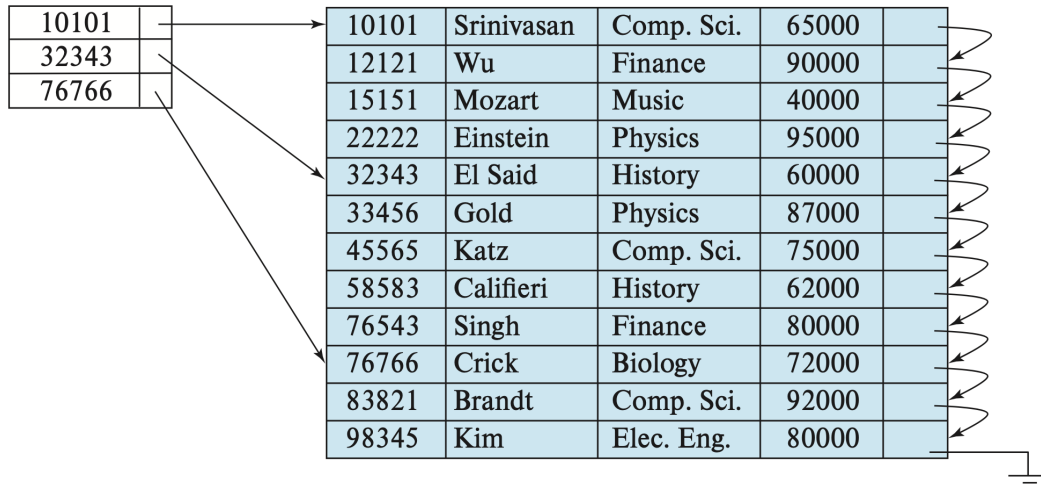 10101
32343
76766
10101 Srinivasan Comp. Sci. 65000
12121 Wu Finance 90000
15151 Mozart Music 40000
22222 Einstein Physics 95000
32343 El Said History 60000
33456 Gold Physics 87000
45565 Katz Comp. Sci. 75000
58583 Califieri History 62000
76543 Singh Finance 80000
76766 Crick Biology 72000
83821 Brandt Comp. Sci. 92000
98345 Kim Elec. Eng. 80000